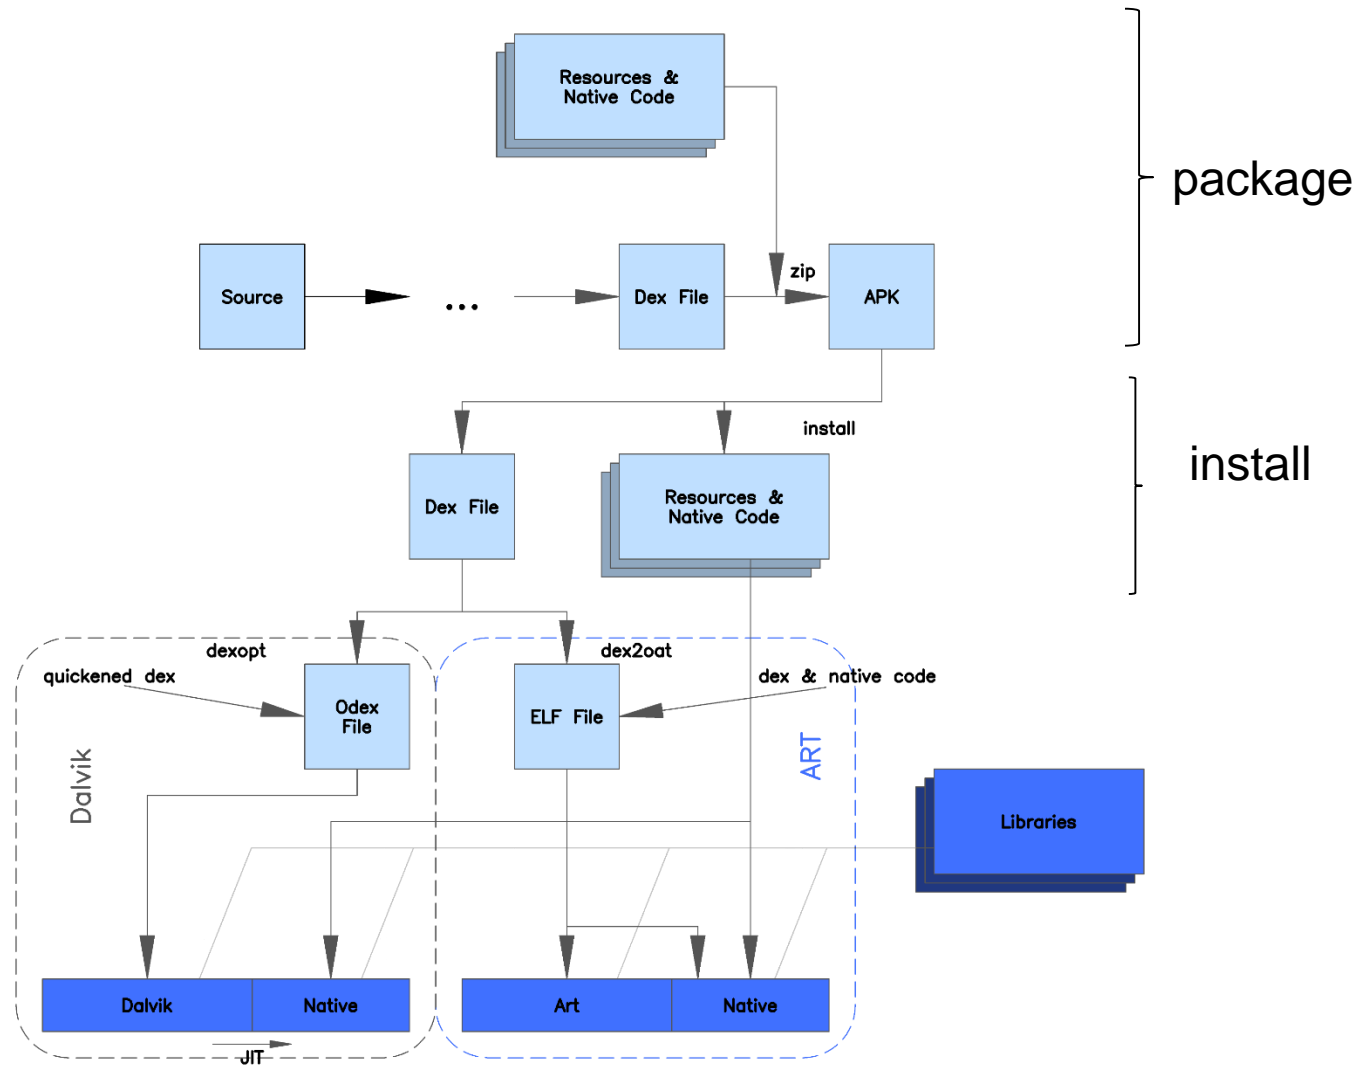 Resources &
Native Code
package
Source
...
Dex File
zip
APK
install
install
Dex File
Resources &
Native Code
dexopt
dex2oat
quickened dex
dex & native code
Odex
File
ELF File
Dalvik
ART
Libraries
Dalvik
Native
Art
Native
JIT